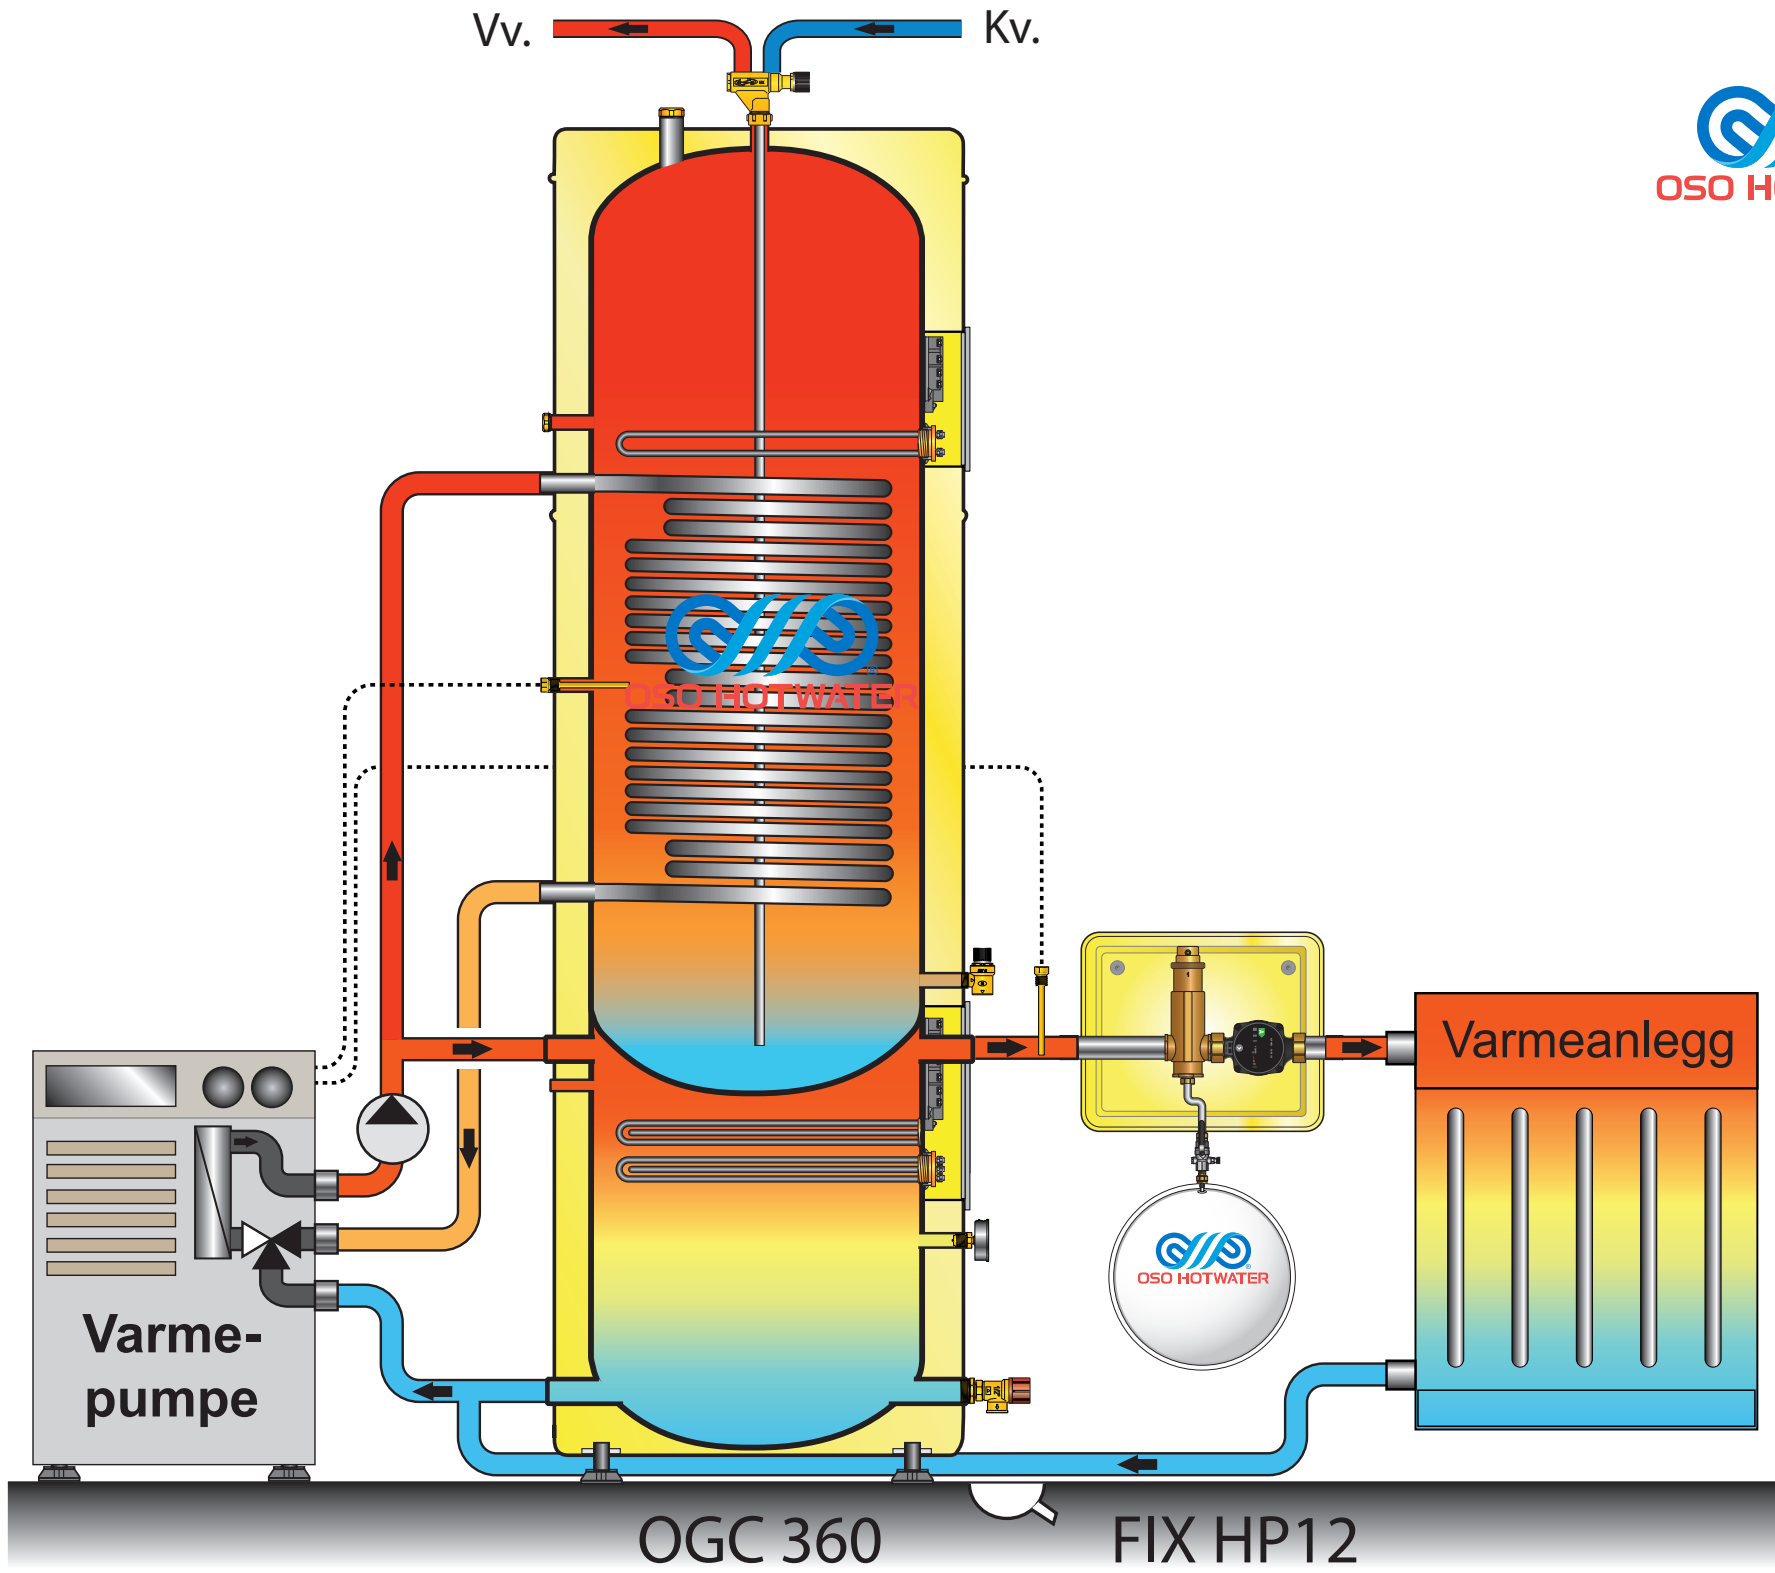 Vv.
Kv.
OSO H
OSO HOTWATER
Varmeanlegg
OSO HOTWATER
Varme-
pumpe
OGC 360
FIX HP12